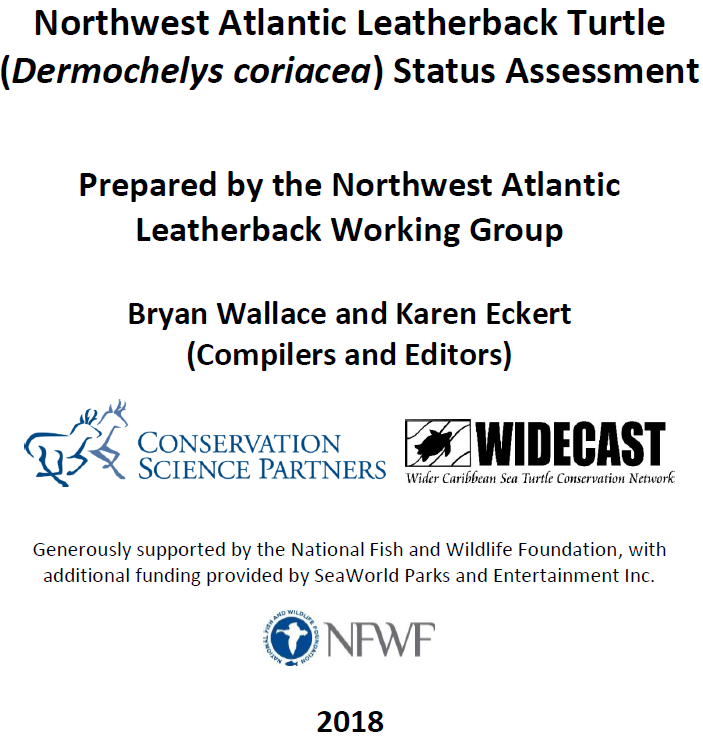 Northwest Atlantic Leatherback Turtle
(Dermochelys coriacea) Status Assessment
Prepared by the Northwest Atlantic
Leatherback Working Group
Bryan Wallace and Karen Eckert
(Compilers and Editors)
CONSERVATION
SCIENCE PARTNERS
WIDECAST
Wider Caribbean Sea Turtle Conservation Network
Generously supported by the National Fish and Wildlife Foundation, with
additional funding provided by SeaWorld Parks and Entertainment Inc.
NATIONAL FISH AND WILDLIFE FOUNDATION
NFWF
2018